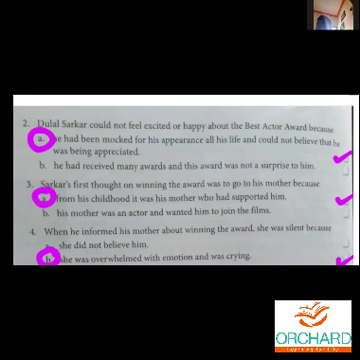 2. Dulal Sarkar could not feel excited or happy about the Best Actor Award because
a. he had been mocked for his appearance all his life and could not believe that he
was being appreciated.
b. he had received many awards and this award was not a surprise to him.
3. Sarkar's first thought on winning the award was to go to his mother because
a. from his childhood it was his mother who had supported him.
b. his mother was an actor and wanted him to join the films.
4. When he informed his mother about winning the award, she was silent because
a. she did not believe him.
b. she was overwhelmed with emotion and was crying.
ORCHARD